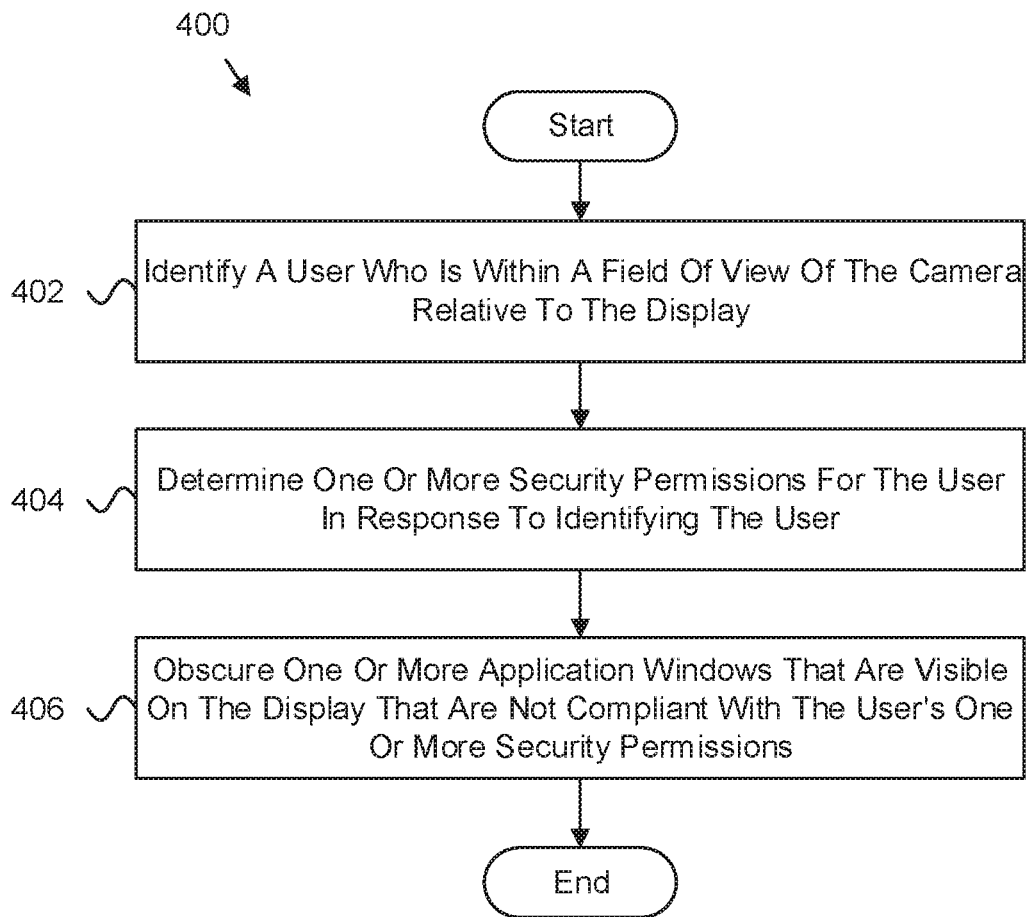 400
Start
402
Identify A User Who Is Within A Field Of View Of The Camera
Relative To The Display
404
Determine One Or More Security Permissions For The User
In Response To Identifying The User
406
Obscure One Or More Application Windows That Are Visible
On The Display That Are Not Compliant With The User's One
Or More Security Permissions
End